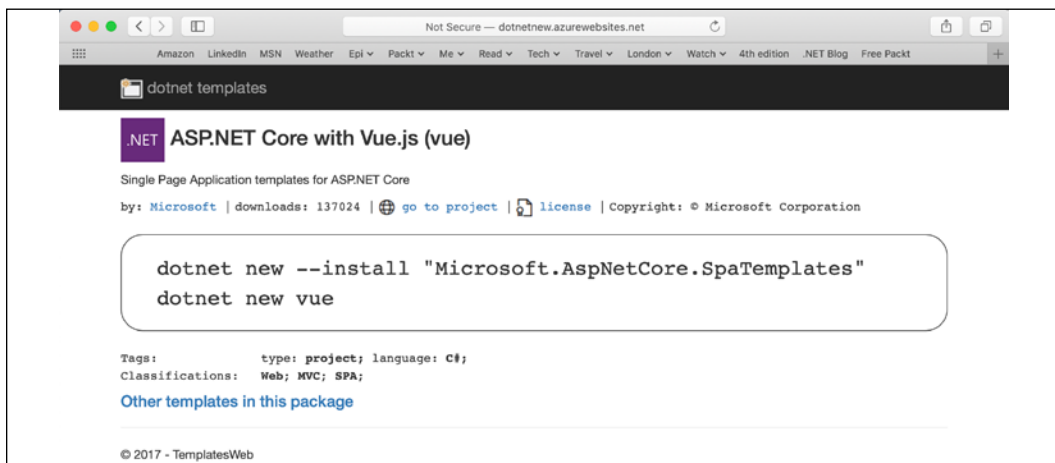 Not Secure — dotnetnew.azurewebsites.net
Amazon LinkedIn MSN Weather Epi Packt Me Read Tech Travel London Watch 4th edition .NET Blog Free Packt
dotnet templates
.NET ASP.NET Core with Vue.js (vue)
Single Page Application templates for ASP.NET Core
by: Microsoft | downloads: 137024 | go to project | license | Copyright: © Microsoft Corporation
dotnet new --install "Microsoft.AspNetCore.SpaTemplates"
dotnet new vue
Tags: type: project; language: C#;
Classifications: Web; MVC; SPA;
Other templates in this package
© 2017 - TemplatesWeb